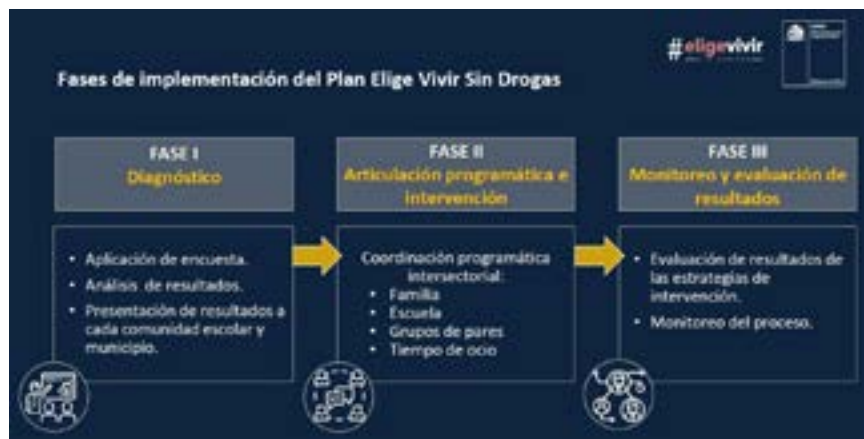 #eligevivir
Fases de implementación del Plan Elige Vivir Sin Drogas
FASE I
Diagnóstico
• Aplicación de encuesta.
• Análisis de resultados.
• Presentación de resultados a
cada comunidad escolar y
municipio.
FASE II
Articulación programática e
intervención
Coordinación programática
intersectorial:
• Familia
• Escuela
• Grupos de pares
• Tiempo de ocio
FASE III
Monitoreo y evaluación de
resultados
• Evaluación de resultados de
las estrategias de
intervención.
• Monitoreo del proceso.